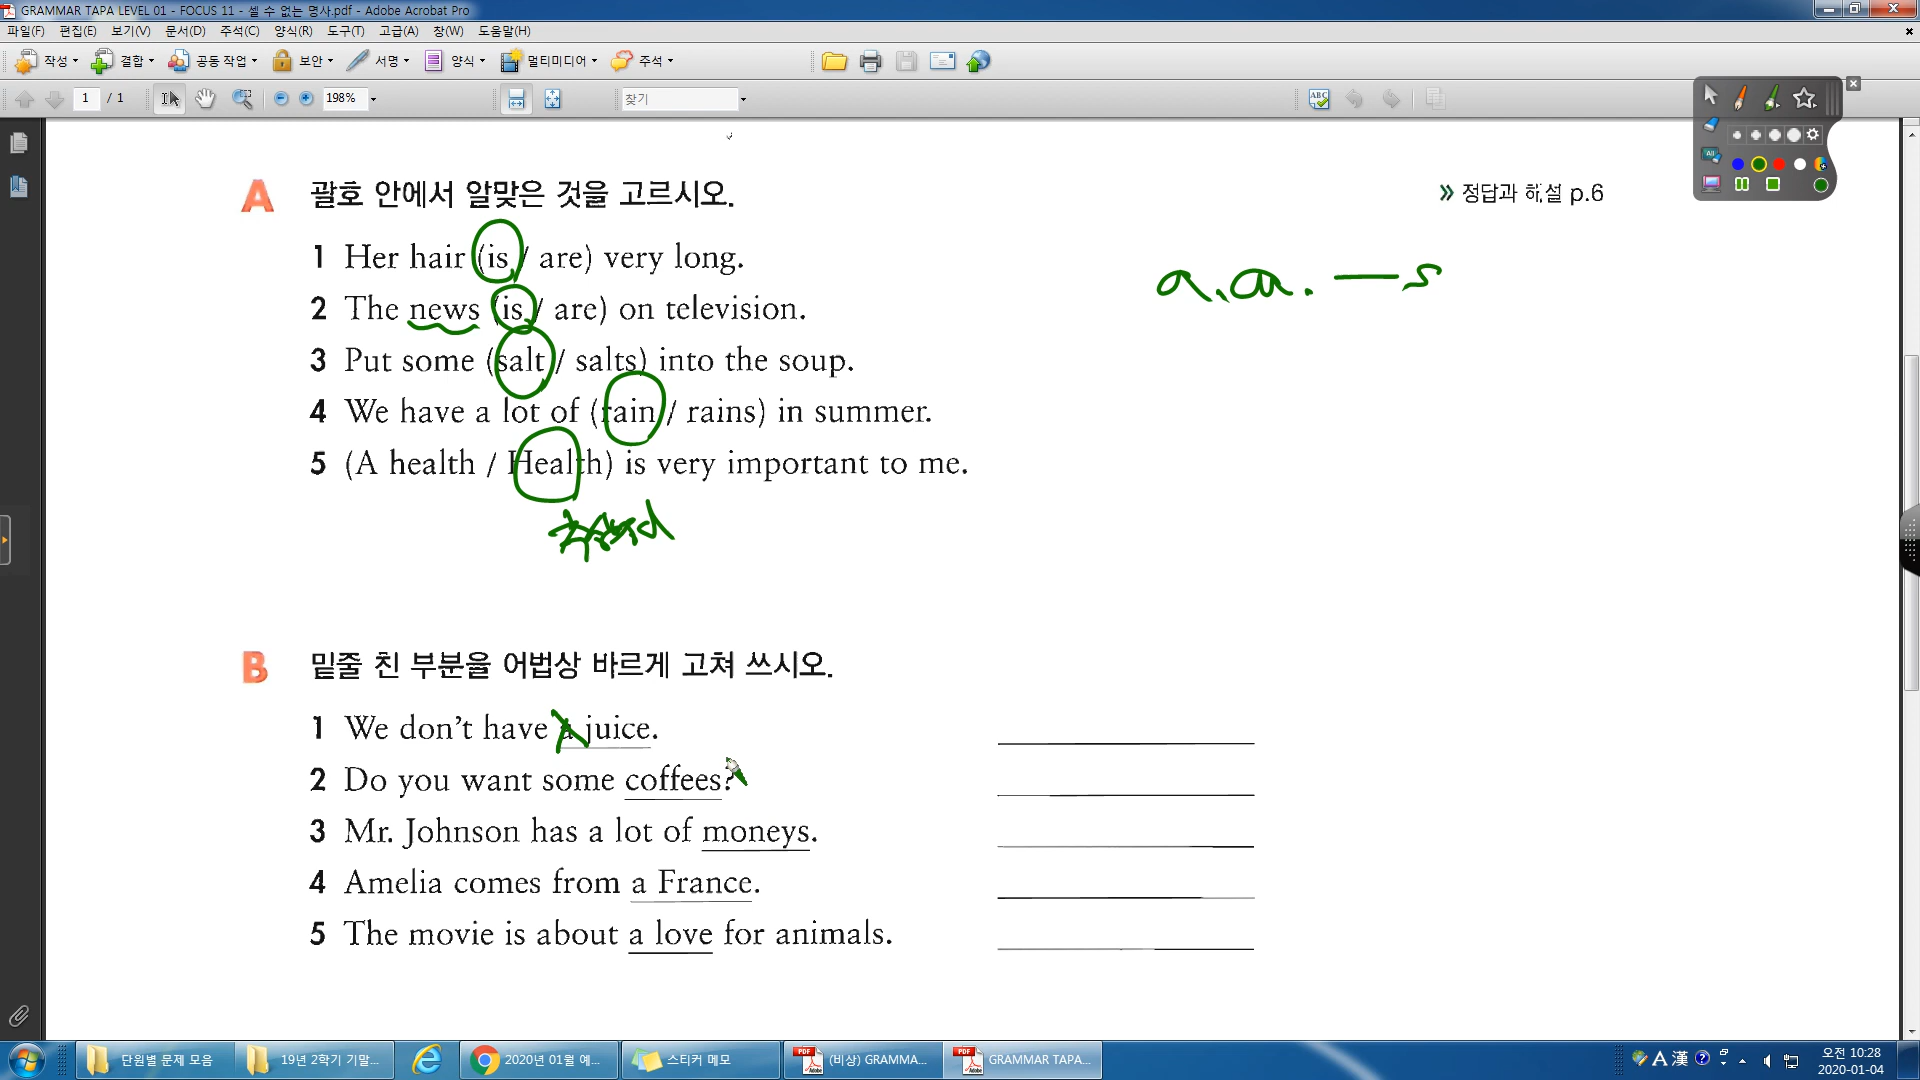 GRAMMAR TAPA LEVEL 01 - FOCUS 11 - 셀 수 없는 명사.pdf - Adobe Acrobat Pro
파일(F) 편집(E) 보기(V) 문서(D) 주석(C) 양식(R) 도구(T) 고급(A) 창(W) 도움말(H)
작성 결합 공동 작업 보안 서명 양식 멀티미디어 주석
1 / 1 198% 찾기
A 괄호 안에서 알맞은 것을 고르시오.
» 정답과 해설 p.6
1 Her hair (is / are) very long.
a. an. —s
2 The news (is / are) on television.
3 Put some (salt / salts) into the soup.
4 We have a lot of (rain / rains) in summer.
5 (A health / Health) is very important to me.
B 밑줄 친 부분을 어법상 바르게 고쳐 쓰시오.
1 We don't have a juice.
2 Do you want some coffees?
3 Mr. Johnson has a lot of moneys.
4 Amelia comes from a France.
5 The movie is about a love for animals.
단원별 문제 모음 19년 2학기 기말... 2020년 01월 예... 스티커 메모 (비상) GRAMMA... GRAMMAR TAPA...
A 漢
오전 10:28
2020-01-04